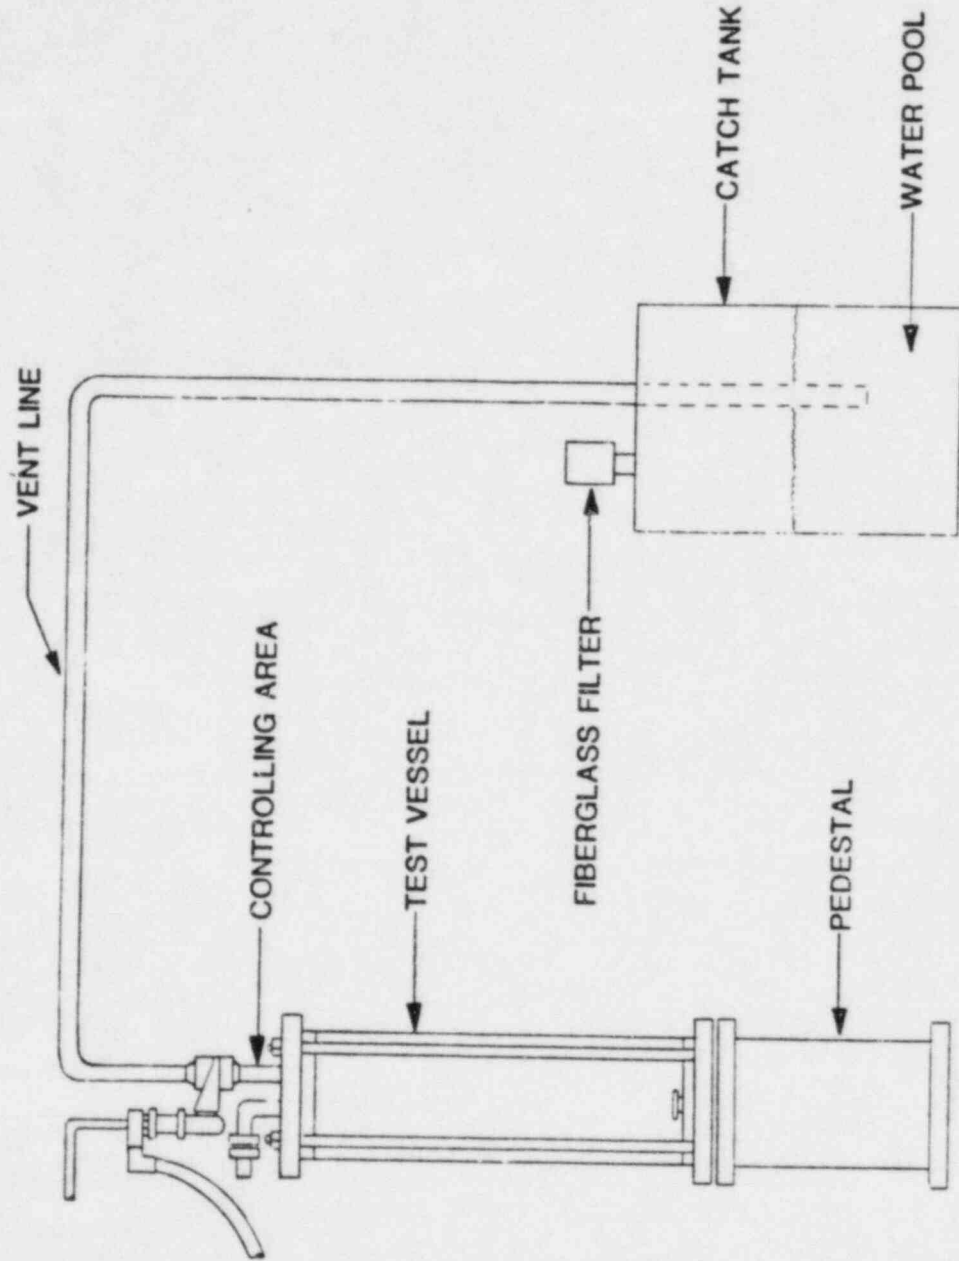 VENT LINE
CONTROLLING AREA
TEST VESSEL
FIBERGLASS FILTER
CATCH TANK
WATER POOL
PEDESTAL